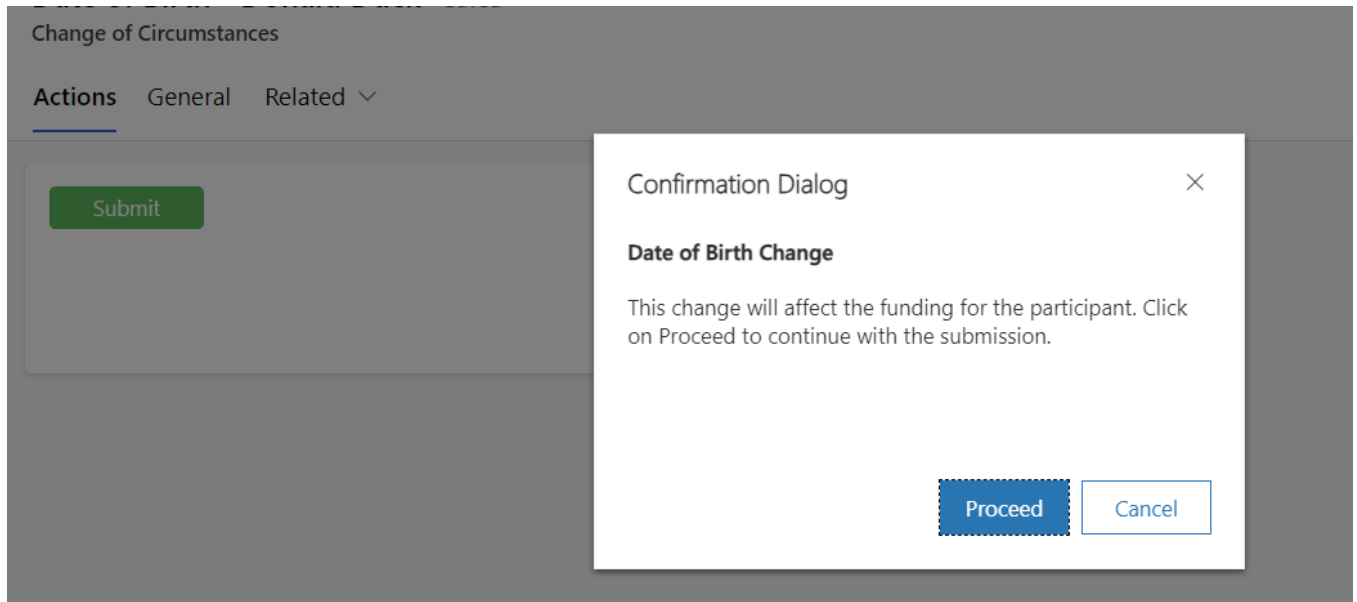 Change of Circumstances
Actions General Related
Submit
Confirmation Dialog
Date of Birth Change
This change will affect the funding for the participant. Click
on Proceed to continue with the submission.
Proceed Cancel